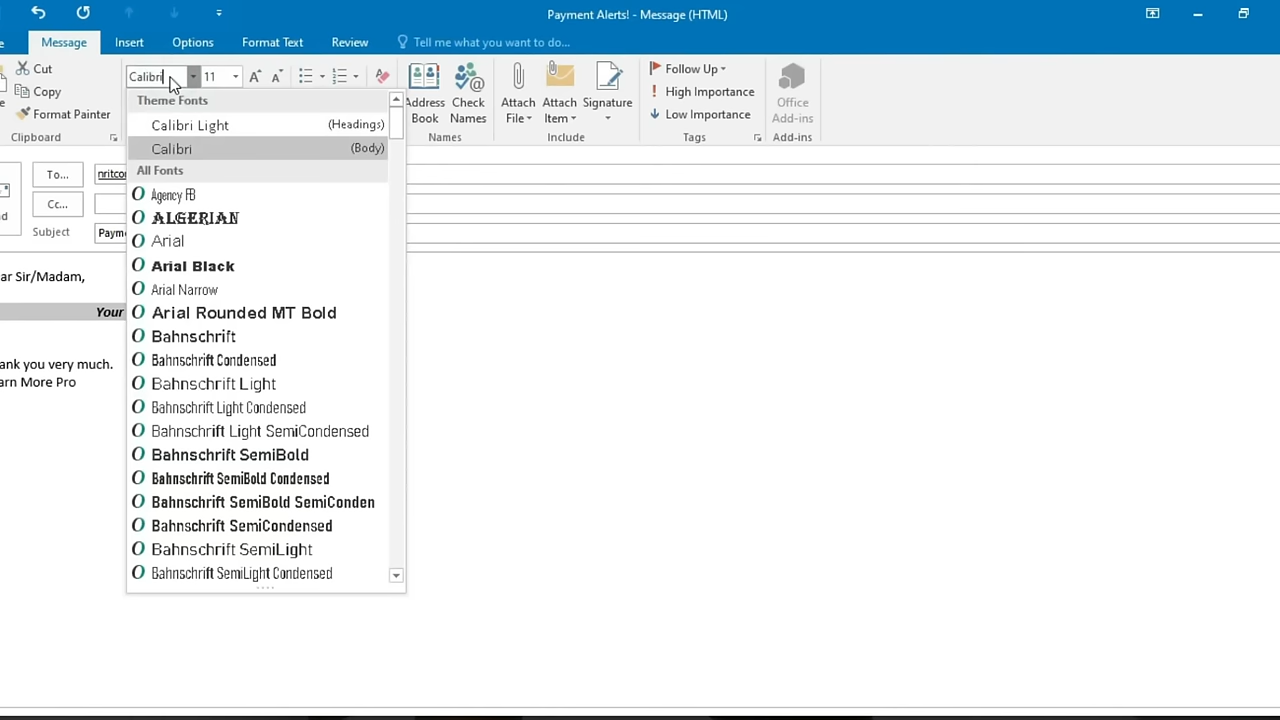 Payment Alerts! - Message (HTML)
Message Insert Options Format Text Review Tell me what you want to do...
Cut
Copy
Format Painter
Clipboard
Calibri 11
Address Book
Check Names
Names
Attach File
Attach Item
Signature
Include
Follow Up
High Importance
Low Importance
Tags
Office Add-ins
Add-ins
Theme Fonts
Calibri Light (Headings)
Calibri (Body)
All Fonts
Agency FB
ALGERIAN
Arial
Arial Black
Arial Narrow
Arial Rounded MT Bold
Bahnschrift
Bahnschrift Condensed
Bahnschrift Light
Bahnschrift Light Condensed
Bahnschrift Light SemiCondensed
Bahnschrift SemiBold
Bahnschrift SemiBold Condensed
Bahnschrift SemiBold SemiConden
Bahnschrift SemiCondensed
Bahnschrift SemiLight
Bahnschrift SemiLight Condensed
To... nritcor
Cc...
Subject Paym
ar Sir/Madam,
Your
ank you very much.
arn More Pro